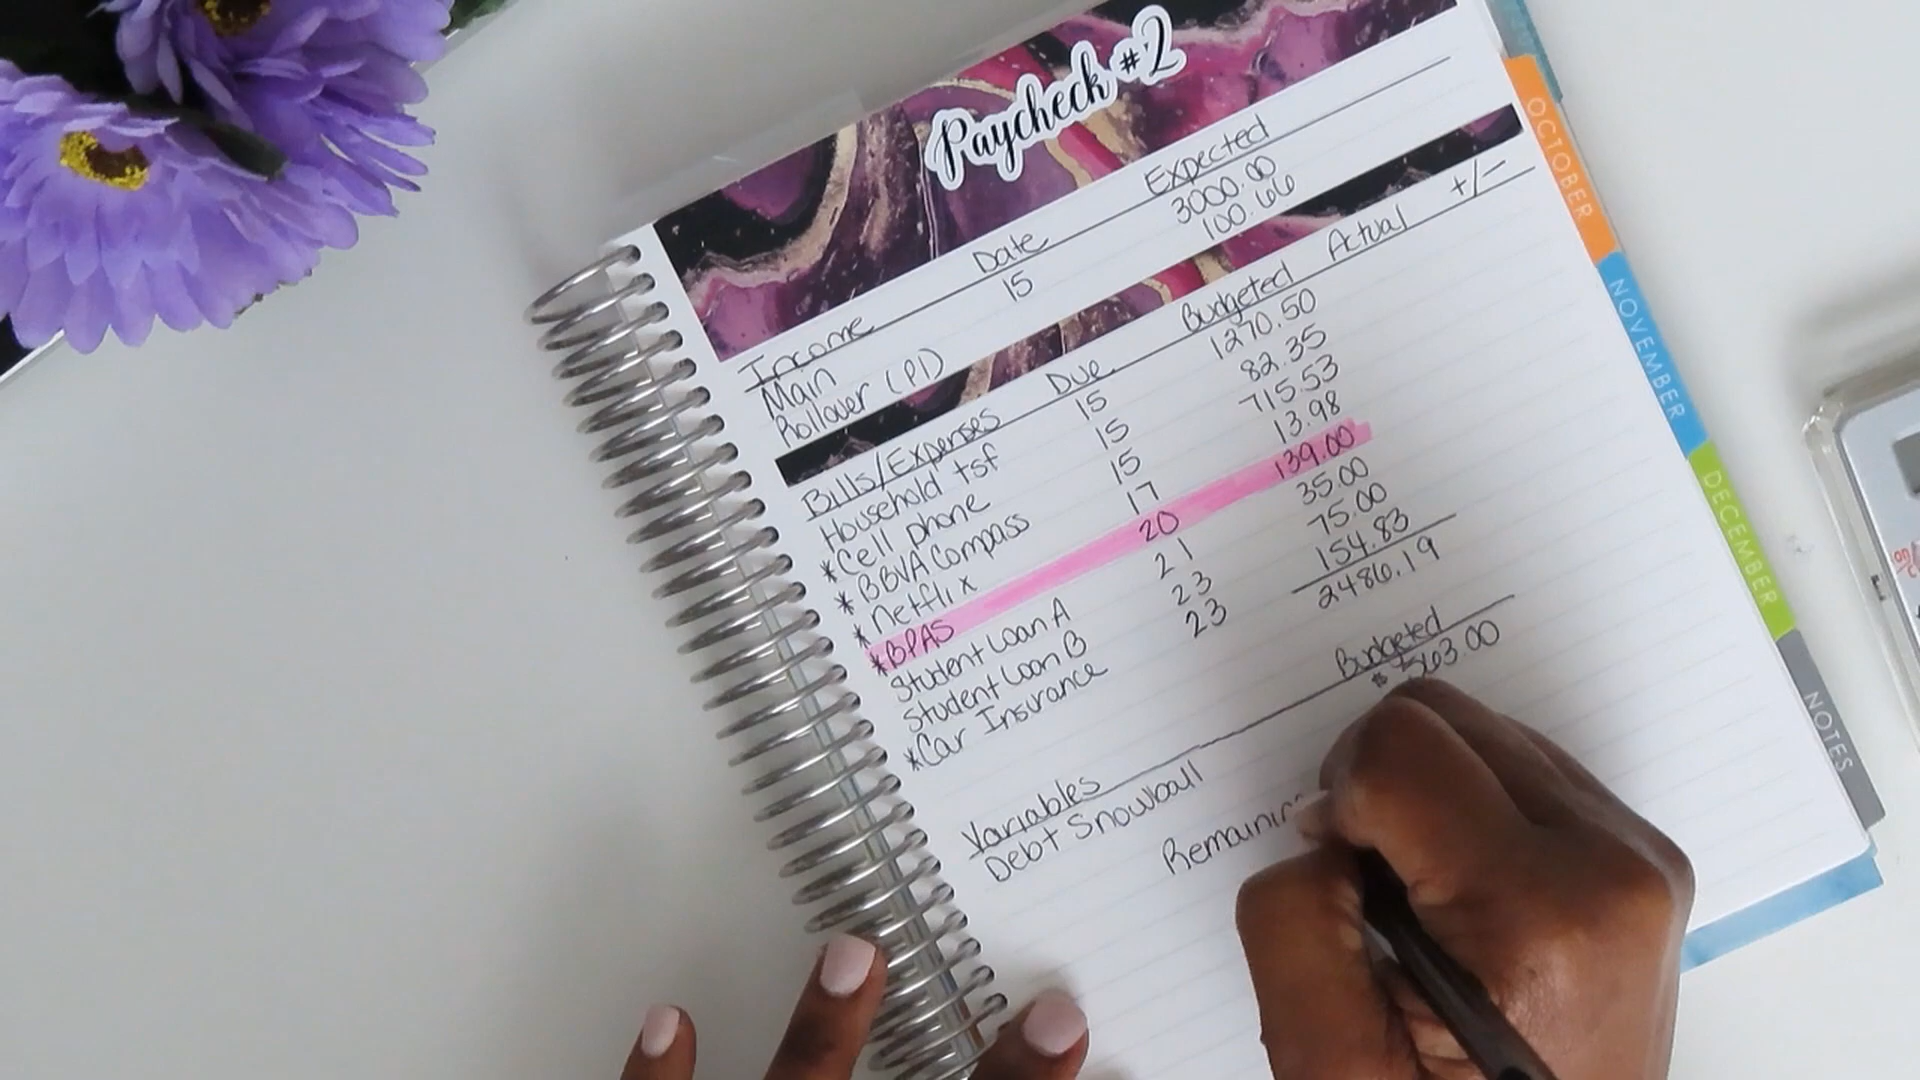 Paycheck #2
Income Date Expected
Main 15 3000.00
Rollover (P1) 100.66
Bills/Expenses Due Budgeted Actual +/-
Household tsf 15 1270.50
*Cell phone 15 82.35
*BBVA Compass 15 715.53
*Netflix 17 13.98
*BPAS 20 139.00
Student Loan A 21 35.00
Student Loan B 23 75.00
*Car Insurance 23 154.83
2486.19
Variables Budgeted
Debt Snowball $563.00
Remaining
OCTOBER
NOVEMBER
DECEMBER
NOTES